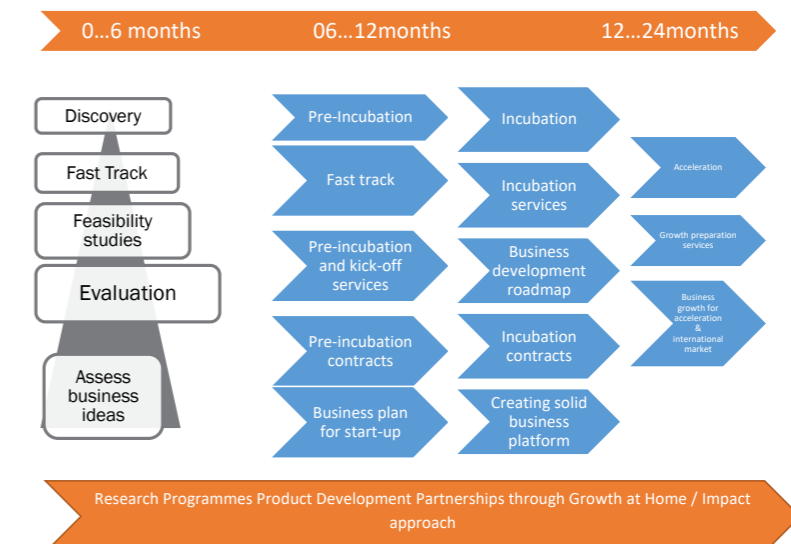 0...6 months
06...12months
12...24months
Discovery
Fast Track
Feasibility
studies
Evaluation
Assess
business
ideas
Pre-Incubation
Fast track
Pre-incubation
and kick-off
services
Pre-incubation
contracts
Business plan
for start-up
Incubation
Incubation
services
Business
development
roadmap
Incubation
contracts
Creating solid
business
platform
Acceleration
Growth preparation
services
Business
growth for
acceleration
&
international
market
Research Programmes Product Development Partnerships through Growth at Home / Impact
approach